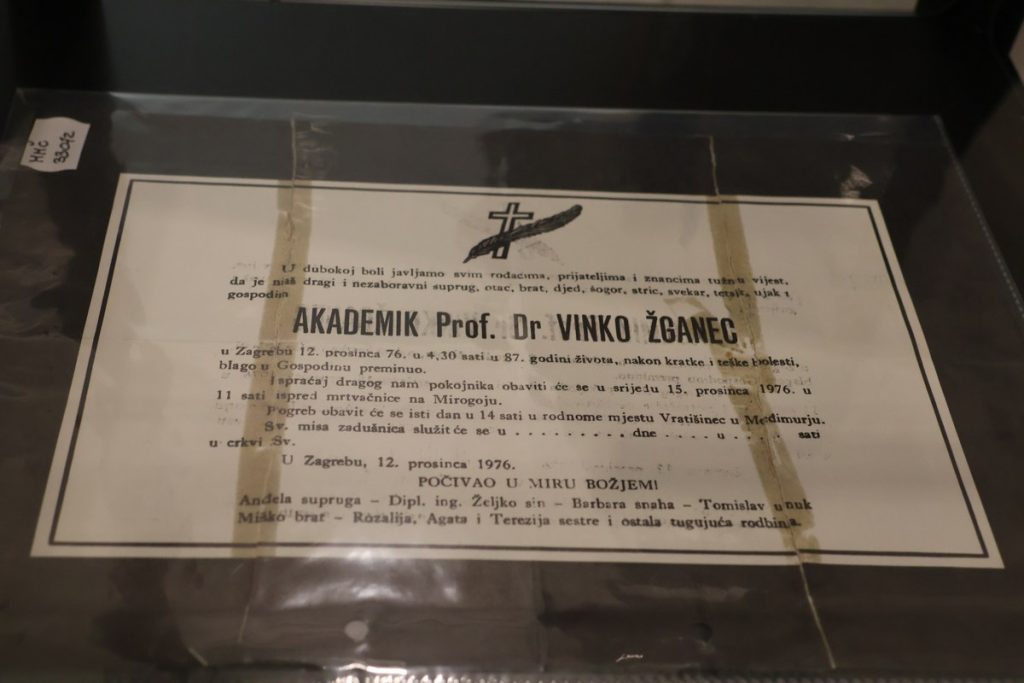 MMČ
33012
U dubokoj boli javljamo svim rođacima, prijateljima i znancima tužnu vijest,
da je naš dragi i nezaboravni suprug, otac, brat, djed, šogor, stric, svekar, tetak, ujak i
gospodin
AKADEMIK Prof. Dr VINKO ŽGANEC
u Zagrebu 12. prosinca 76. u 4,30 sati u 87. godini života, nakon kratke i teške bolesti,
blago u Gospodinu preminuo.
Ispraćaj dragog nam pokojnika obaviti će se u srijedu 15. prosinca 1976. u
11 sati ispred mrtvačnice na Mirogoju.
Pogreb obavit će se isti dan u 14 sati u rodnome mjestu Vratišinec u Međimurju.
Sv. misa zadušnica služit će se u . . . . . . . . . dne . . . . u . . . . . sati
u crkvi Sv.
U Zagrebu, 12. prosinca 1976.
POČIVAO U MIRU BOŽJEM!
Anđela supruga – Dipl. ing. Željko sin – Barbara snaha – Tomislav unuk
Miško brat – Rozalija, Agata i Terezija sestre i ostala tugujuća rodbina.